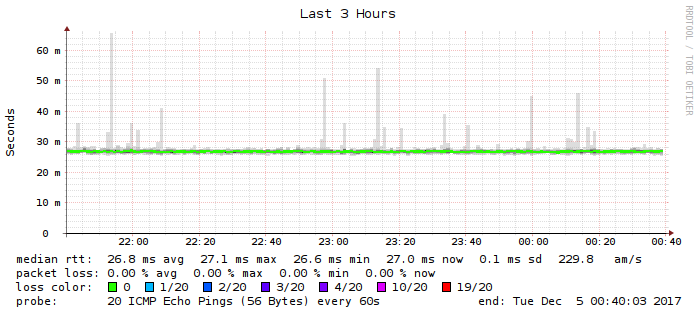 Last 3 Hours
RRDTOOL / TOBI OETIKER
Seconds
60 m
50 m
40 m
30 m
20 m
10 m
0
22:00 22:20 22:40 23:00 23:20 23:40 00:00 00:20 00:40
median rtt: 26.8 ms avg 27.1 ms max 26.6 ms min 27.0 ms now 0.1 ms sd 229.8 am/s
packet loss: 0.00 % avg 0.00 % max 0.00 % min 0.00 % now
loss color: 0 1/20 2/20 3/20 4/20 10/20 19/20
probe: 20 ICMP Echo Pings (56 Bytes) every 60s end: Tue Dec 5 00:40:03 2017